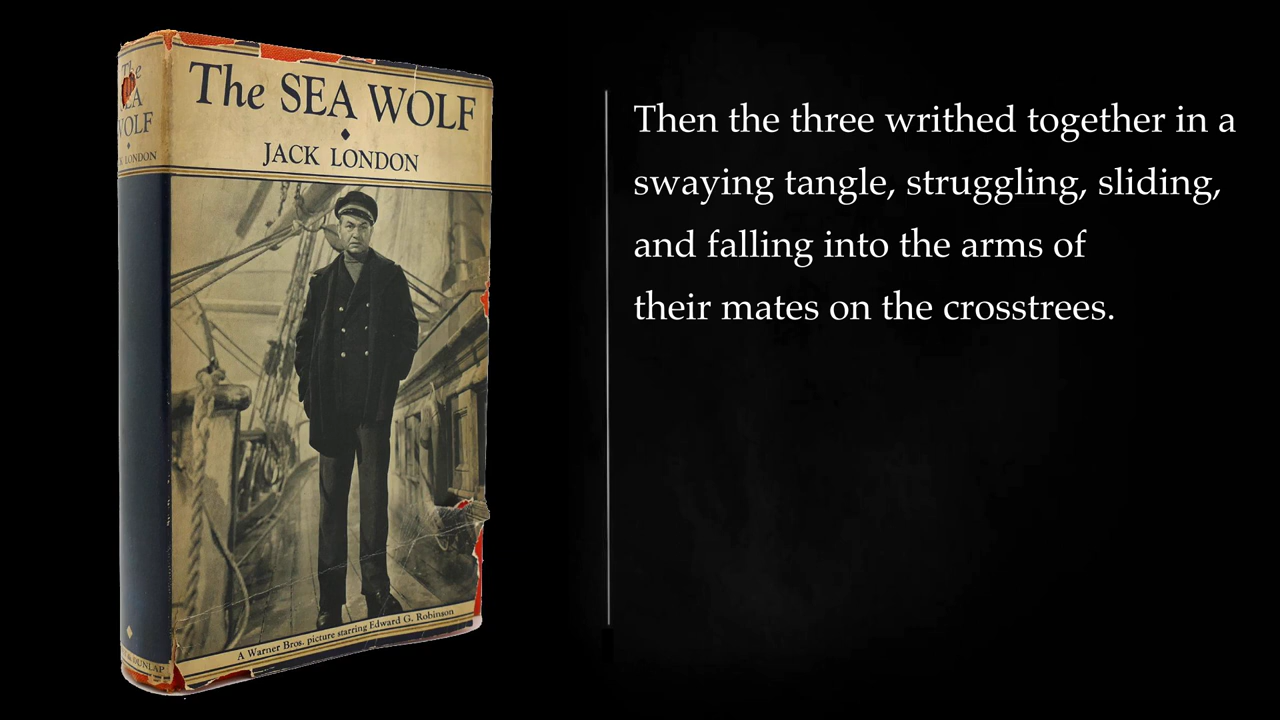 The
SEA
WOLF
LONDON
DUNLAP
The SEA WOLF
JACK LONDON
A Warner Bros. picture starring Edward G. Robinson
Then the three writhed together in a
swaying tangle, struggling, sliding,
and falling into the arms of
their mates on the crosstrees.